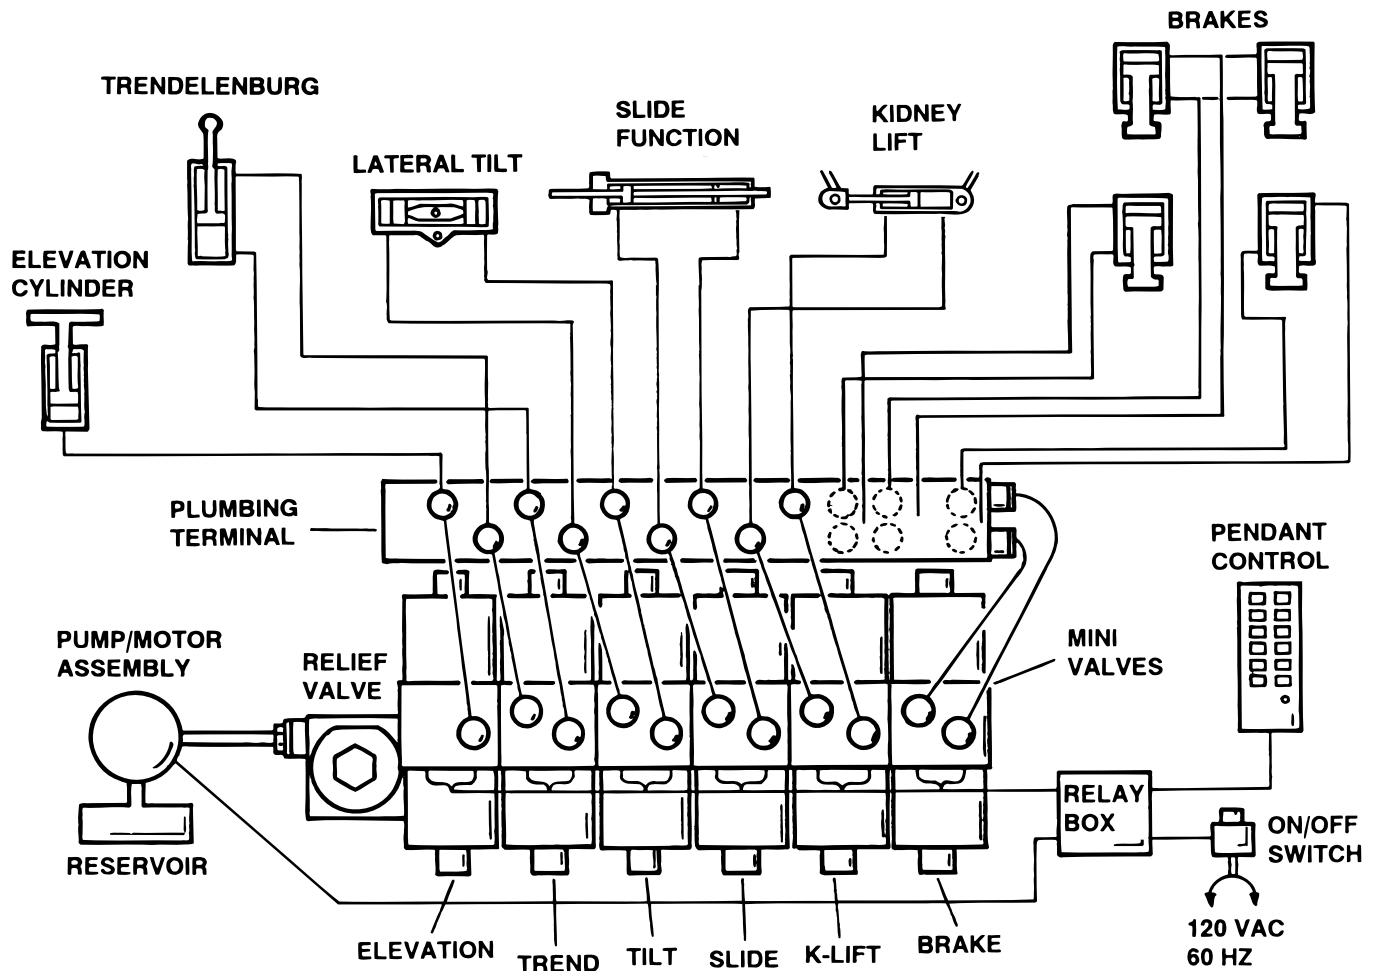 BRAKES
TRENDELENBURG
SLIDE
FUNCTION
KIDNEY
LIFT
LATERAL TILT
ELEVATION
CYLINDER
PLUMBING
TERMINAL
PENDANT
CONTROL
PUMP/MOTOR
ASSEMBLY
RELIEF
VALVE
MINI
VALVES
RELAY
BOX
ON/OFF
SWITCH
RESERVOIR
120 VAC
60 HZ
ELEVATION
TREND
TILT
SLIDE
K-LIFT
BRAKE